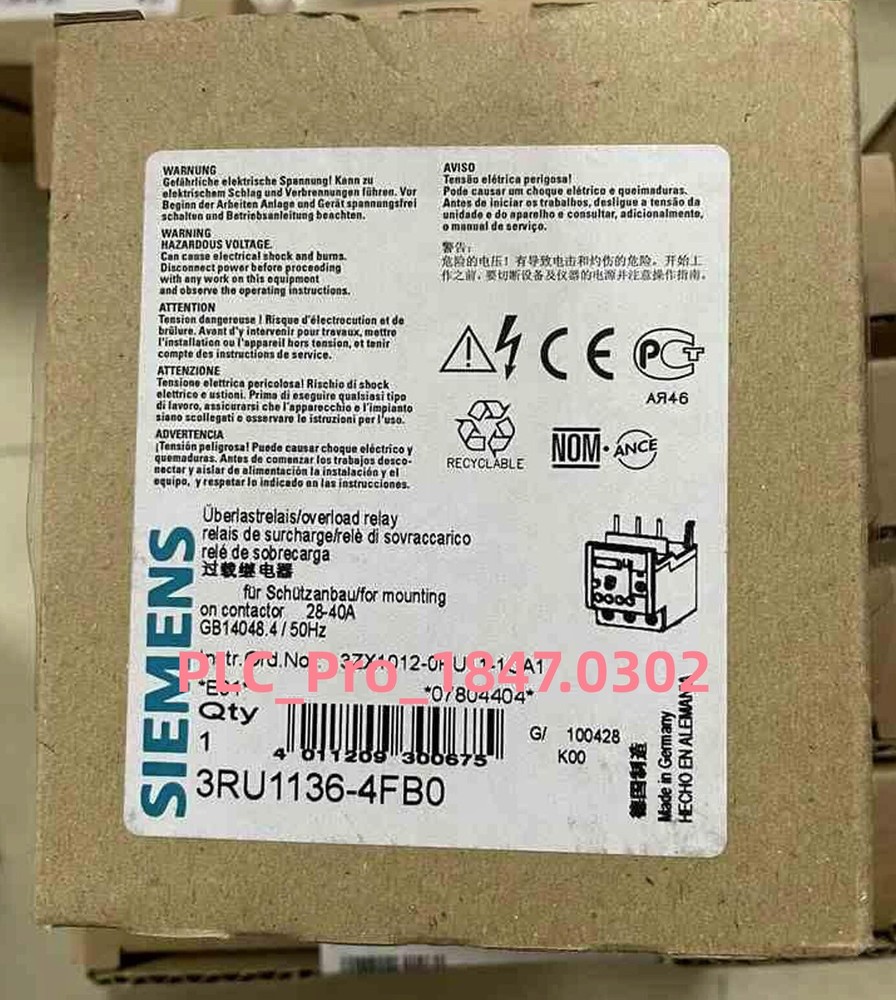 WARNUNG
Gefährliche elektrische Spannung! Kann zu
elektrischem Schlag und Verbrennungen führen. Vor
Beginn der Arbeiten Anlage und Gerät spannungsfrei
schalten und Betriebsanleitung beachten.
WARNING
HAZARDOUS VOLTAGE.
Can cause electrical shock and burns.
Disconnect power before proceeding
with any work on this equipment
and observe the operating instructions.
ATTENTION
Tension dangereuse ! Risque d'électrocution et de
brûlure. Avant d'y intervenir pour travaux, mettre
l'installation ou l'appareil hors tension, et tenir
compte des instructions de service.
ATTENZIONE
Tensione elettrica pericolosa! Rischio di shock
elettrico e ustioni. Prima di eseguire qualsiasi tipo
di lavoro, assicurarsi che l'apparecchio e l'impianto
siano scollegati e osservare le istruzioni per l'uso.
ADVERTENCIA
¡Tensión peligrosa! Puede causar choque eléctrico y
quemaduras. Antes de comenzar los trabajos desco-
nectar y aislar de alimentación la instalación y el
equipo, y respetar lo indicado en las instrucciones.
AVISO
Tensão elétrica perigosa!
Pode causar um choque elétrico e queimaduras.
Antes de iniciar os trabalhos, desligue a tensão da
unidade e do aparelho e consultar, adicionalmente,
o manual de serviço.
警告:
危险的电压! 有导致电击和灼伤的危险。开始工
作之前,要切断设备及仪器的电源并注意操作指南。
CE
РСТ
АЯ46
RECYCLABLE
NOM·ANCE
SIEMENS
Überlastrelais/overload relay
relais de surcharge/relè di sovraccarico
relé de sobrecarga
过载继电器
für Schützanbau/for mounting
on contactor 28-40A
GB14048.4 / 50Hz
Instr.Ord.No.
PLC_Pro_1847.0302
*07804404*
Qty
1
4 011209 300675
G/ 100428
K00
3RU1136-4FB0
德国制造
Made in Germany
HECHO EN ALEMANIA